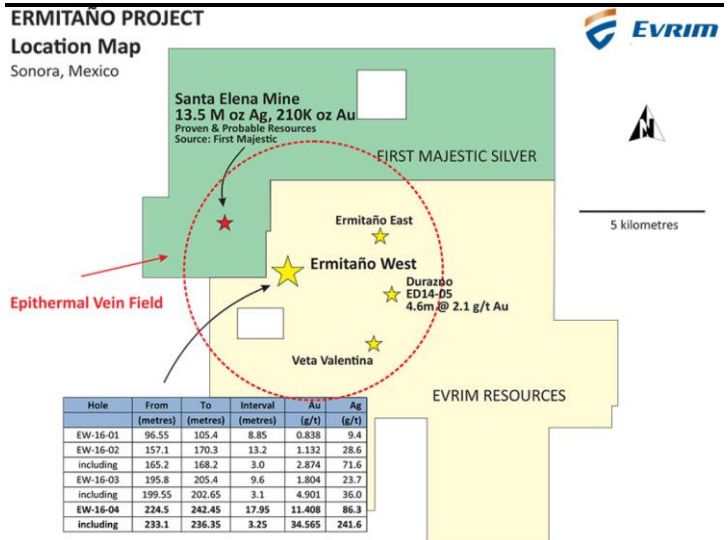 ERMITAÑO PROJECT
Location Map
Sonora, Mexico
EVRIM
Santa Elena Mine
13.5 M oz Ag, 210K oz Au
Proven & Probable Resources
Source: First Majestic
FIRST MAJESTIC SILVER
N
5 kilometres
Ermitaño East
Ermitaño West
Epithermal Vein Field
Durazno
ED14-05
4.6m @ 2.1 g/t Au
Veta Valentina
EVRIM RESOURCES
Hole From To Interval Au Ag
(metres) (metres) (metres) (g/t) (g/t)
EW-16-01 96.55 105.4 8.85 0.838 9.4
EW-16-02 157.1 170.3 13.2 1.132 28.6
including 165.2 168.2 3.0 2.874 71.6
EW-16-03 195.8 205.4 9.6 1.804 23.7
including 199.55 202.65 3.1 4.901 36.0
EW-16-04 224.5 242.45 17.95 11.408 86.3
including 233.1 236.35 3.25 34.565 241.6